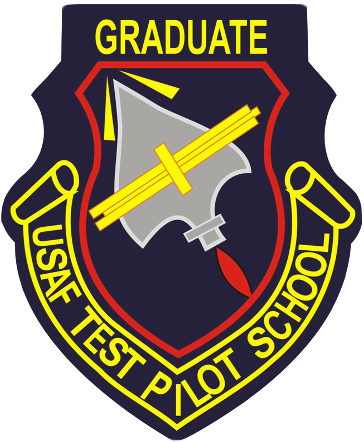 GRADUATE
USAF TEST PILOT SCHOOL